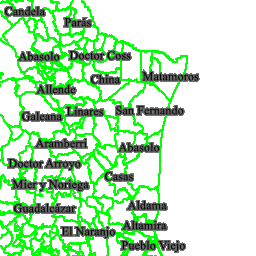 Candela
Parás
Abasolo
Doctor Coss
China
Matamoros
Allende
Galeana
Linares
San Fernando
Aramberri
Abasolo
Doctor Arroyo
Casas
Mier y Noriega
Guadalcázar
Aldama
El Naranjo
Altamira
Pueblo Viejo